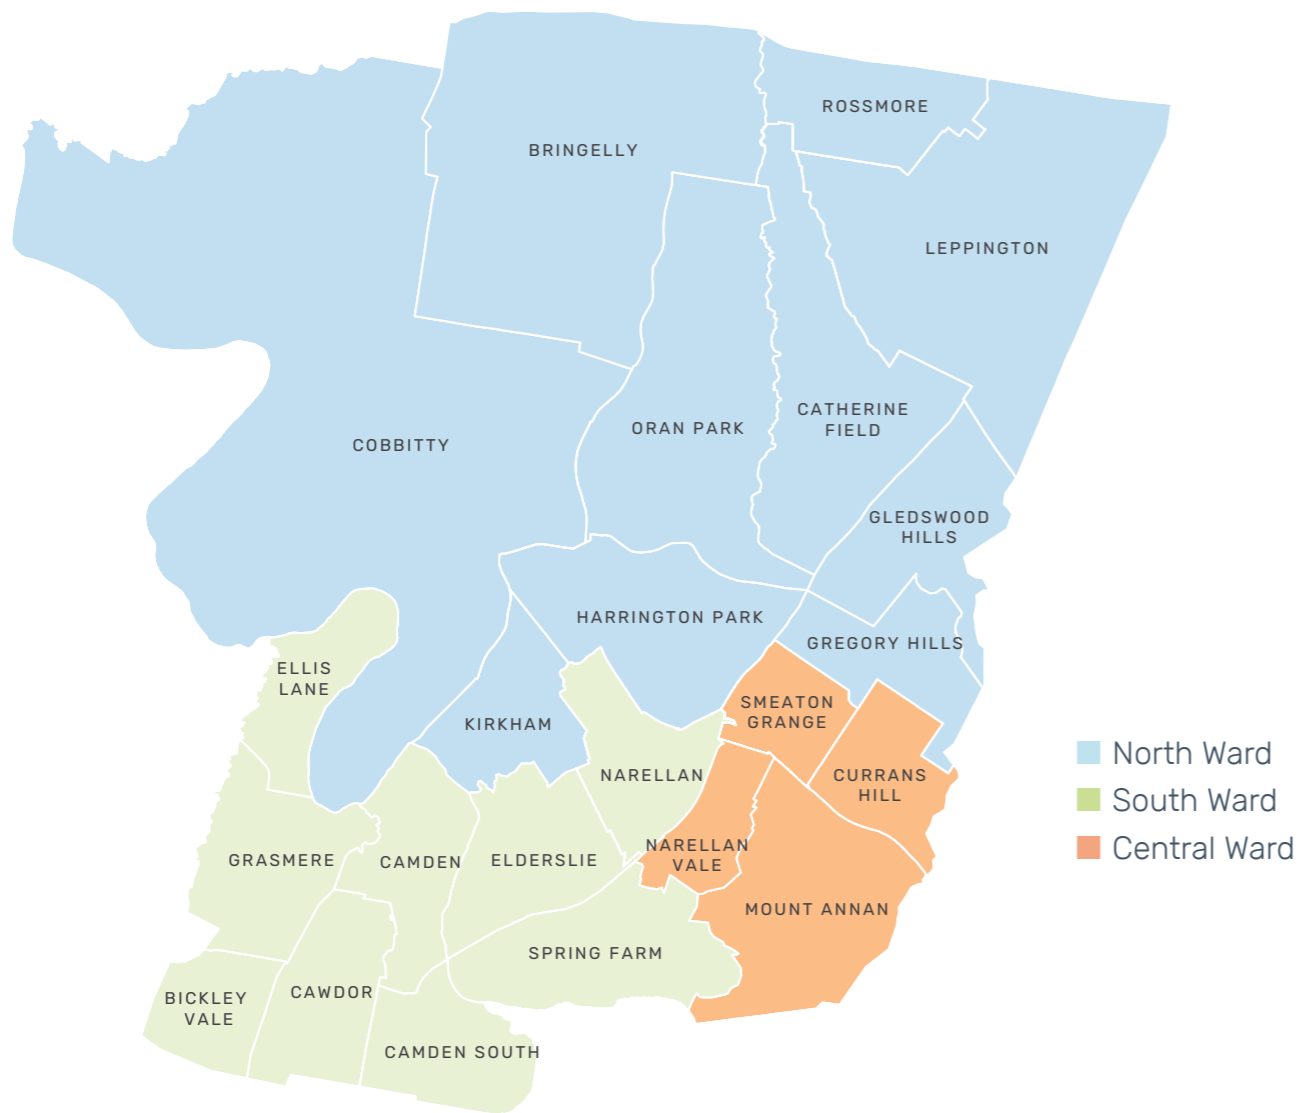 ROSSMORE
BRINGELLY
LEPPINGTON
CATHERINE
FIELD
ORAN PARK
COBBITTY
GLEDSWOOD
HILLS
HARRINGTON PARK
GREGORY HILLS
ELLIS
LANE
SMEATON
GRANGE
KIRKHAM
NARELLAN
CURRANS
HILL
NARELLAN
VALE
GRASMERE
CAMDEN
ELDERSLIE
MOUNT ANNAN
SPRING FARM
BICKLEY
VALE
CAWDOR
CAMDEN SOUTH
North Ward
South Ward
Central Ward